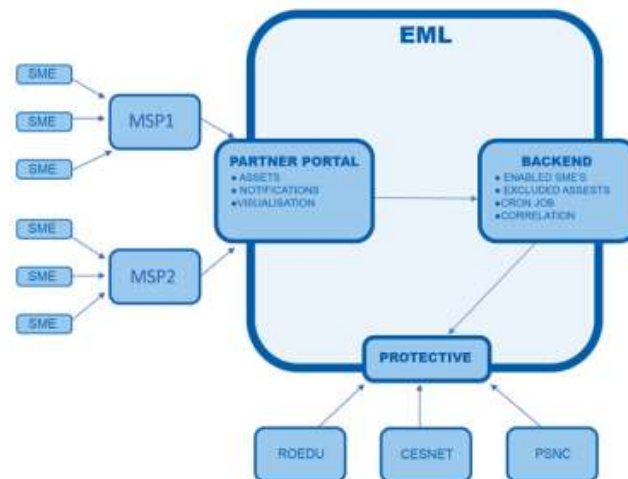 EML
SME
SME
SME
MSP1
PARTNER PORTAL
● ASSETS
● NOTIFICATIONS
●VISUALISATION
BACKEND
● ENABLED SME'S
● EXCLUDED ASSESTS
●CRON JOB
●CORRELATION
SME
SME
SME
MSP2
PROTECTIVE
ROEDU
CESNET
PSNC